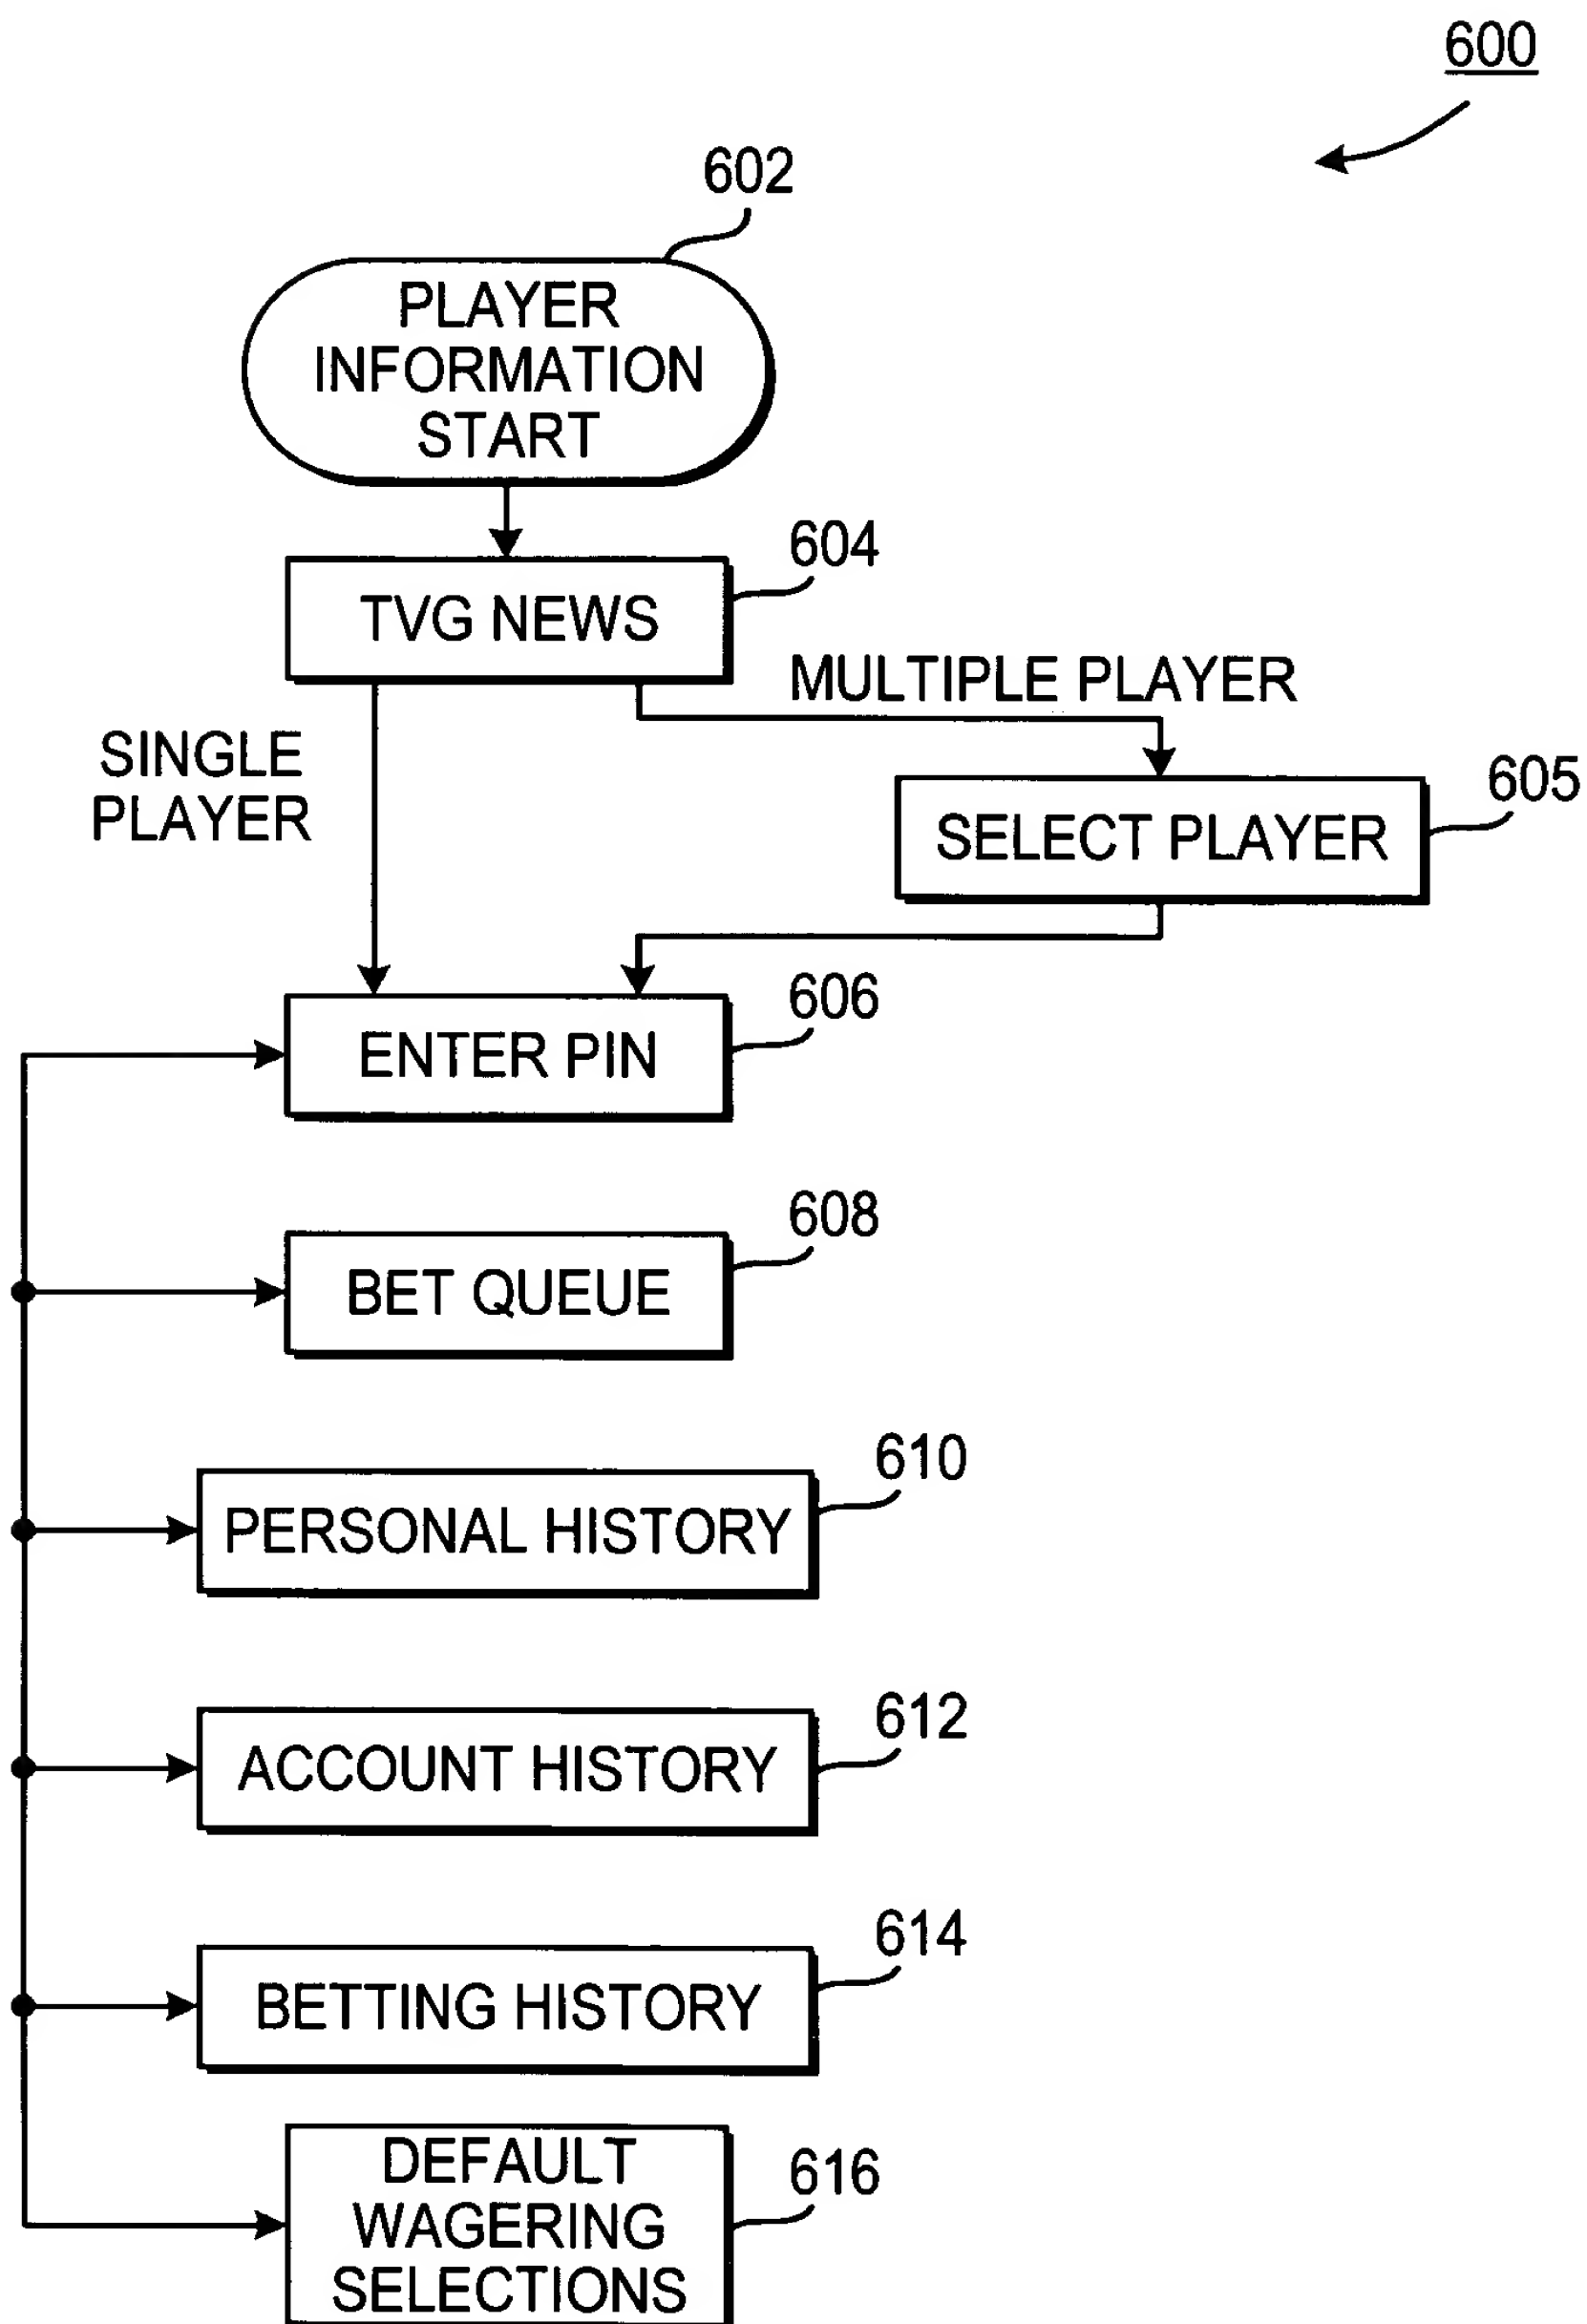 600
602
PLAYER
INFORMATION
START
604
TVG NEWS
MULTIPLE PLAYER
SINGLE
PLAYER
605
SELECT PLAYER
606
ENTER PIN
608
BET QUEUE
610
PERSONAL HISTORY
612
ACCOUNT HISTORY
614
BETTING HISTORY
616
DEFAULT
WAGERING
SELECTIONS